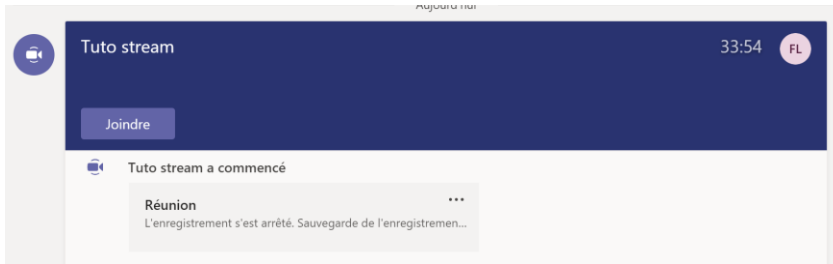 Aujourd'hui
Tuto stream
33:54
FL
Joindre
Tuto stream a commencé
Réunion
...
L'enregistrement s'est arrêté. Sauvegarde de l'enregistremen...